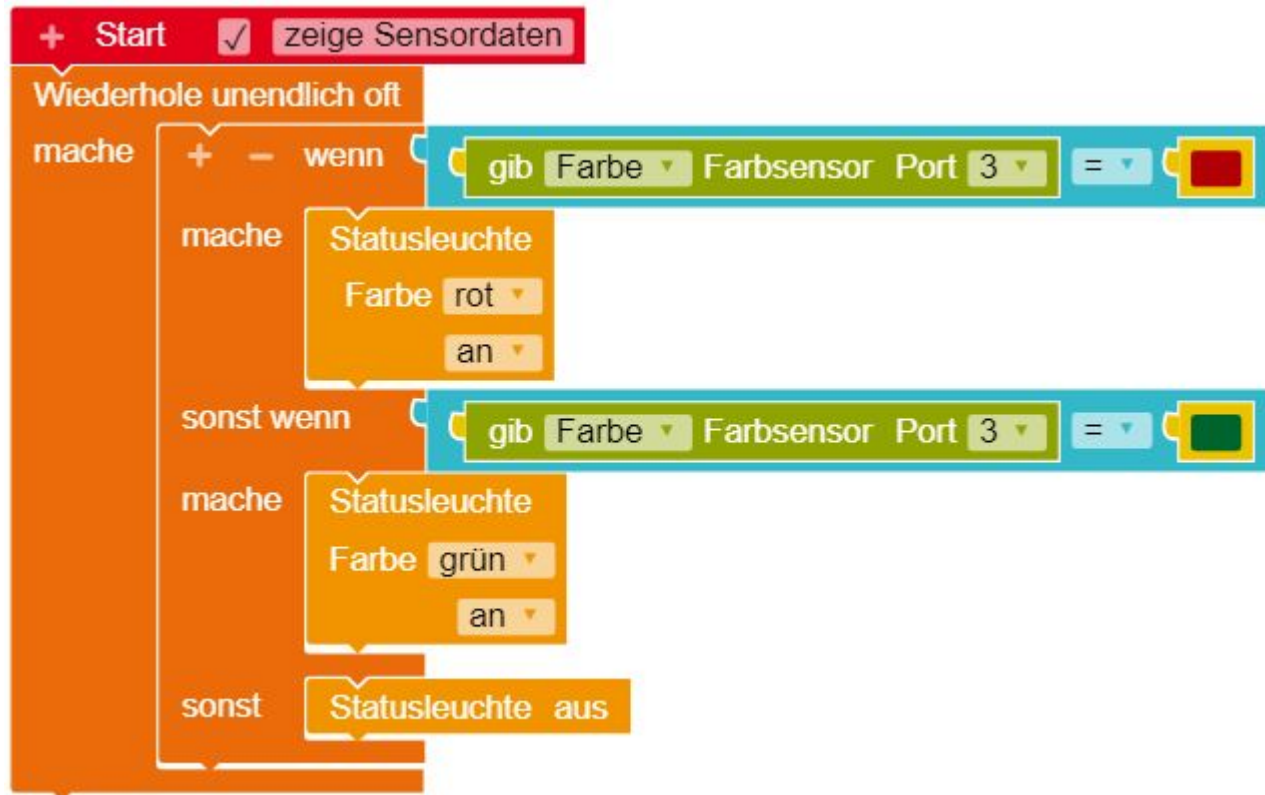 + Start ✓ zeige Sensordaten
Wiederhole unendlich oft
mache + − wenn gib Farbe Farbsensor Port 3 =
mache Statusleuchte
Farbe rot
an
sonst wenn gib Farbe Farbsensor Port 3 =
mache Statusleuchte
Farbe grün
an
sonst Statusleuchte aus